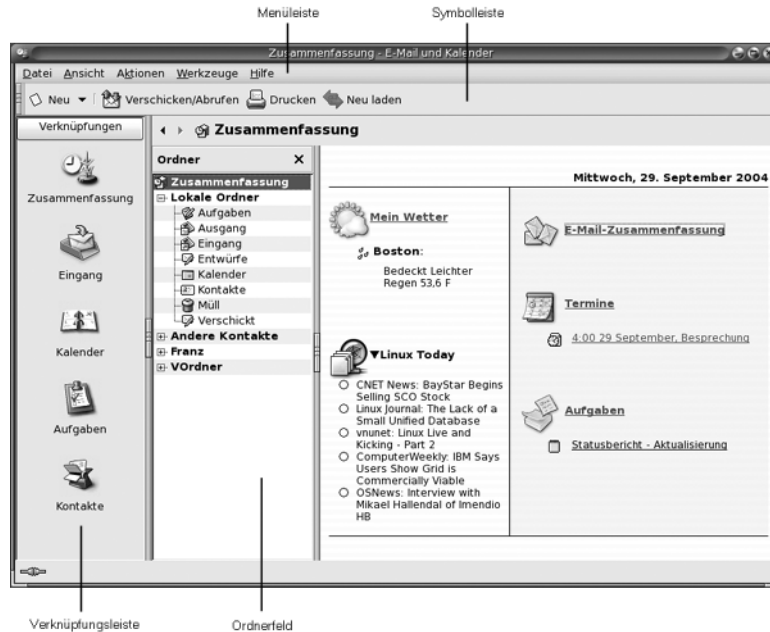 Menüleiste
Symbolleiste
Zusammenfassung - E-Mail und Kalender
Datei Ansicht Aktionen Werkzeuge Hilfe
Neu Verschicken/Abrufen Drucken Neu laden
Verknüpfungen
Zusammenfassung
Zusammenfassung
Eingang
Kalender
Aufgaben
Kontakte
Ordner
Zusammenfassung
Lokale Ordner
Aufgaben
Ausgang
Eingang
Entwürfe
Kalender
Kontakte
Müll
Verschickt
Andere Kontakte
Franz
VOrdner
Mittwoch, 29. September 2004
Mein Wetter
Boston:
Bedeckt Leichter
Regen 53,6 F
Linux Today
CNET News: BayStar Begins
Selling SCO Stock
Linux Journal: The Lack of a
Small Unified Database
vnunet: Linux Live and
Kicking - Part 2
ComputerWeekly: IBM Says
Users Show Grid is
Commercially Viable
OSNews: Interview with
Mikael Hallendal of Imendio
HB
E-Mail-Zusammenfassung
Termine
4:00 29 September, Besprechung
Aufgaben
Statusbericht - Aktualisierung
Verknüpfungsleiste
Ordnerfeld